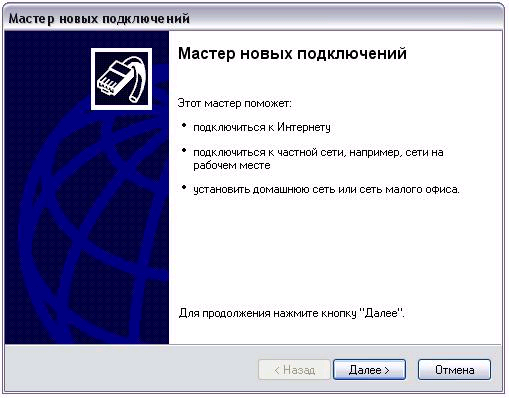 Мастер новых подключений
Мастер новых подключений
Этот мастер поможет:
• подключиться к Интернету
• подключиться к частной сети, например, сети на
рабочем месте
• установить домашнюю сеть или сеть малого офиса.
Для продолжения нажмите кнопку "Далее".
< Назад Далее > Отмена